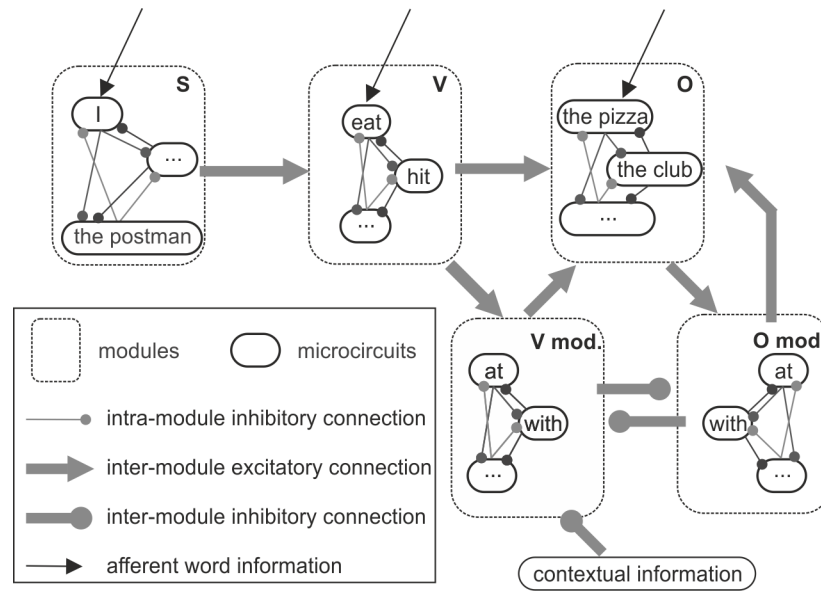 S
I
...
the postman
V
eat
hit
...
O
the pizza
the club
...
V mod.
at
with
...
O mod
at
with
...
modules
microcircuits
intra-module inhibitory connection
inter-module excitatory connection
inter-module inhibitory connection
afferent word information
contextual information